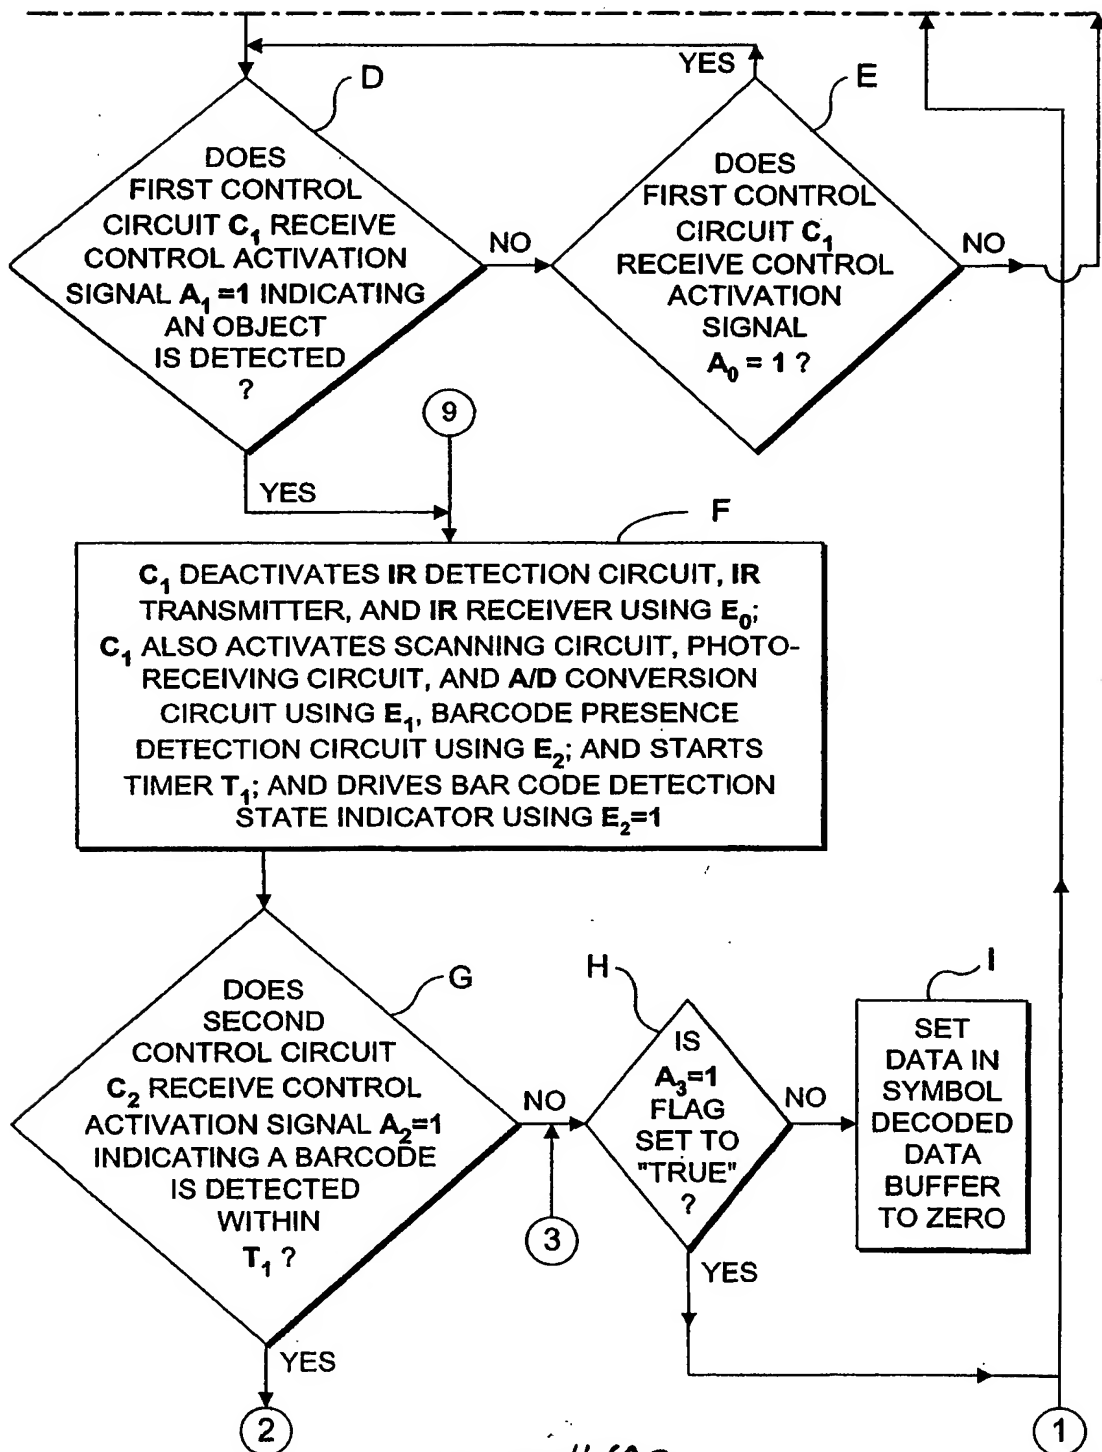 YES
D
E
DOES
FIRST CONTROL
CIRCUIT C₁ RECEIVE
CONTROL ACTIVATION
SIGNAL A₁ =1 INDICATING
AN OBJECT
IS DETECTED
?
NO
DOES
FIRST CONTROL
CIRCUIT C₁
RECEIVE CONTROL
ACTIVATION
SIGNAL
A₀ = 1 ?
NO
9
YES
F
C₁ DEACTIVATES IR DETECTION CIRCUIT, IR
TRANSMITTER, AND IR RECEIVER USING E₀;
C₁ ALSO ACTIVATES SCANNING CIRCUIT, PHOTO-
RECEIVING CIRCUIT, AND A/D CONVERSION
CIRCUIT USING E₁, BARCODE PRESENCE
DETECTION CIRCUIT USING E₂; AND STARTS
TIMER T₁; AND DRIVES BAR CODE DETECTION
STATE INDICATOR USING E₂=1
G
DOES
SECOND
CONTROL CIRCUIT
C₂ RECEIVE CONTROL
ACTIVATION SIGNAL A₂=1
INDICATING A BARCODE
IS DETECTED
WITHIN
T₁ ?
NO
3
H
IS
A₃=1
FLAG
SET TO
"TRUE"
?
NO
I
SET
DATA IN
SYMBOL
DECODED
DATA
BUFFER
TO ZERO
YES
YES
2
1